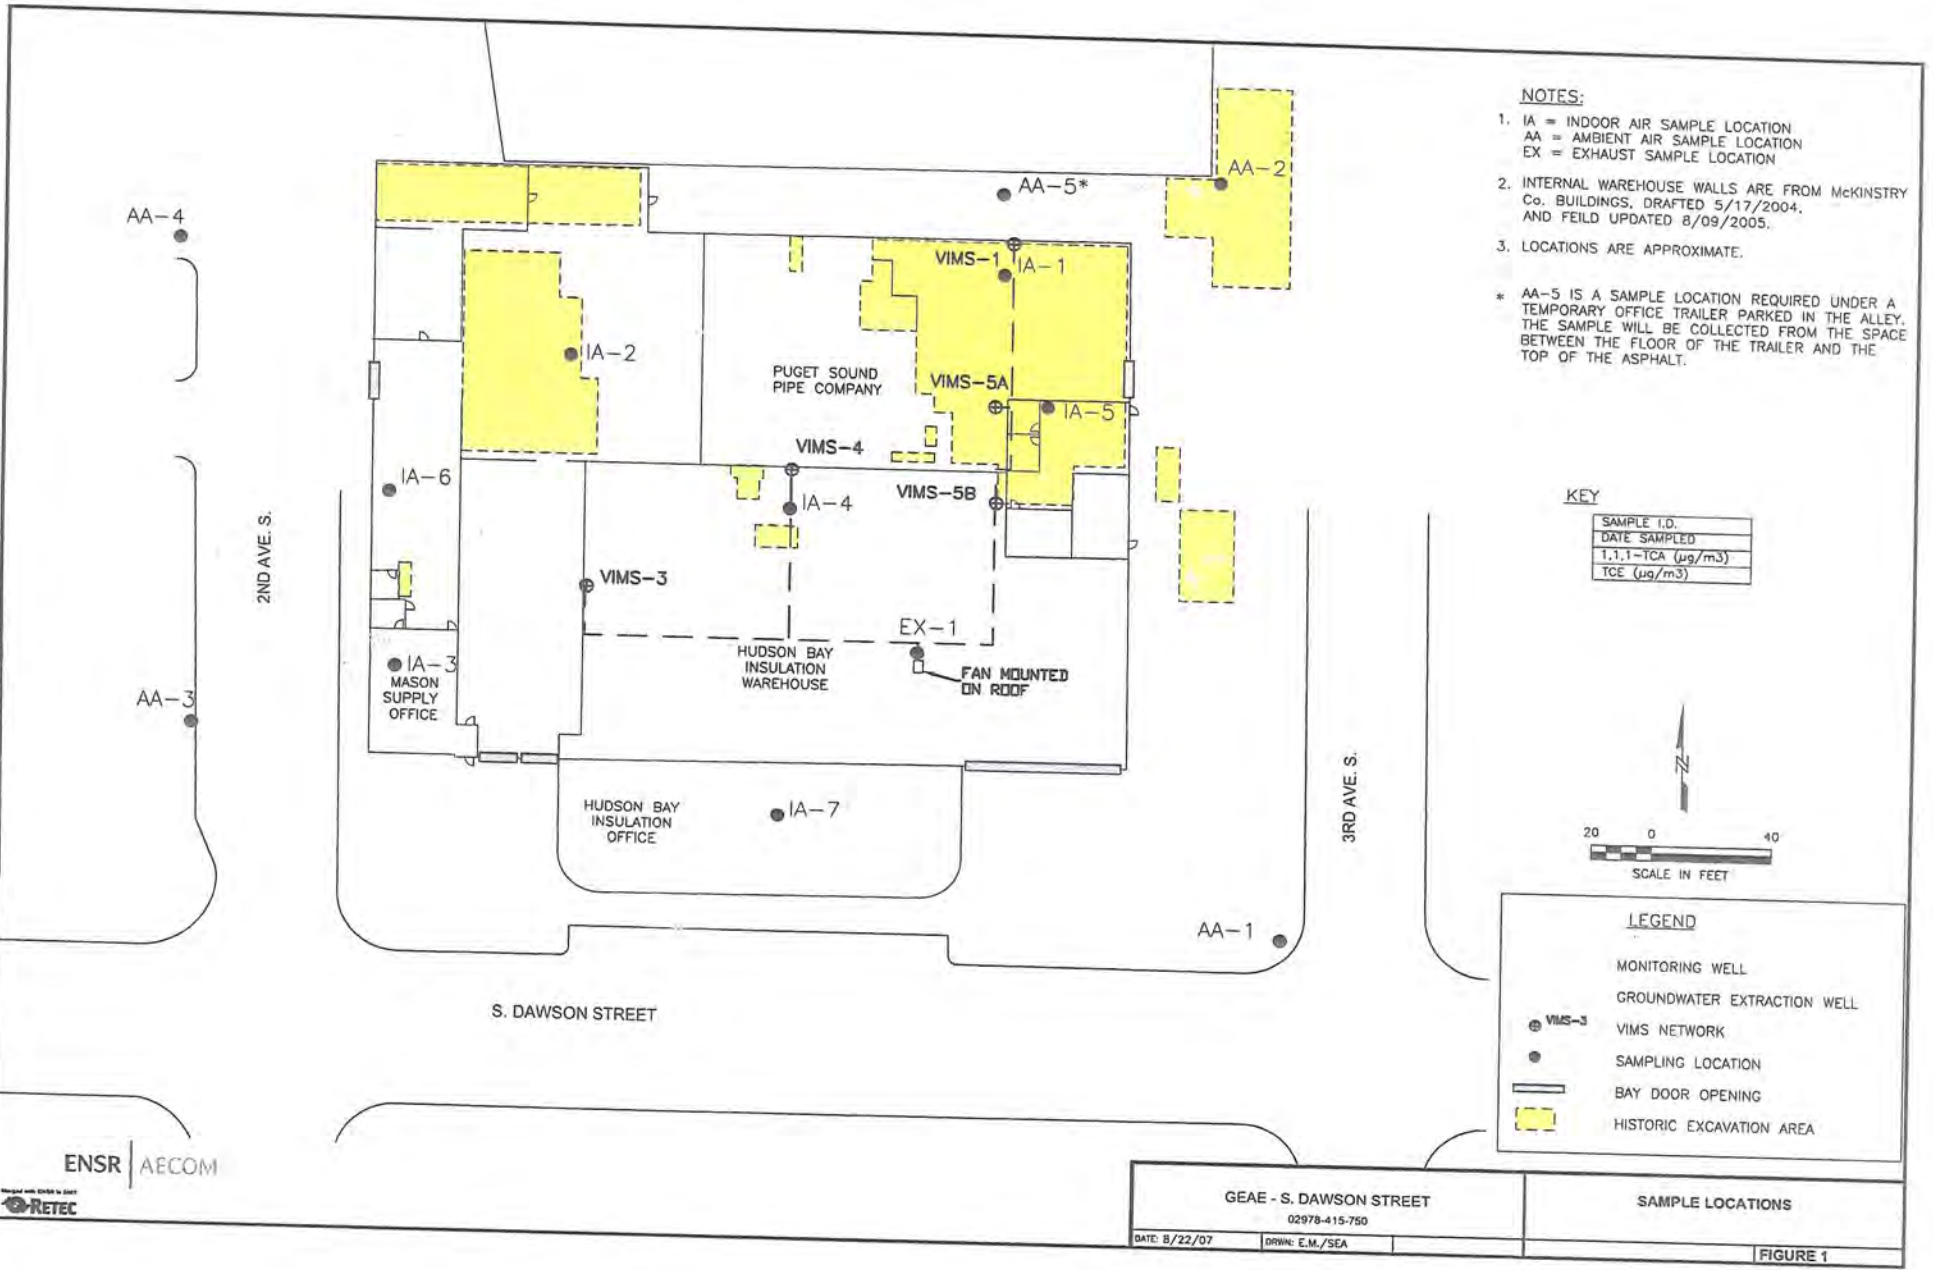 NOTES:
1. IA = INDOOR AIR SAMPLE LOCATION
AA = AMBIENT AIR SAMPLE LOCATION
EX = EXHAUST SAMPLE LOCATION
2. INTERNAL WAREHOUSE WALLS ARE FROM McKINSTRY
Co. BUILDINGS, DRAFTED 5/17/2004,
AND FEILD UPDATED 8/09/2005.
3. LOCATIONS ARE APPROXIMATE.
* AA-5 IS A SAMPLE LOCATION REQUIRED UNDER A
TEMPORARY OFFICE TRAILER PARKED IN THE ALLEY.
THE SAMPLE WILL BE COLLECTED FROM THE SPACE
BETWEEN THE FLOOR OF THE TRAILER AND THE
TOP OF THE ASPHALT.
AA-2
AA-5*
AA-4
VIMS-1
IA-1
IA-2
PUGET SOUND
PIPE COMPANY
VIMS-5A
IA-5
VIMS-4
IA-6
VIMS-5B
IA-4
2ND AVE. S.
VIMS-3
EX-1
HUDSON BAY
INSULATION
WAREHOUSE
FAN MOUNTED
ON ROOF
IA-3
MASON
SUPPLY
OFFICE
AA-3
HUDSON BAY
INSULATION
OFFICE
IA-7
3RD AVE. S.
AA-1
S. DAWSON STREET
KEY
SAMPLE I.D.
DATE SAMPLED
1,1,1-TCA (µg/m3)
TCE (µg/m3)
N
20 0 40
SCALE IN FEET
LEGEND
MONITORING WELL
GROUNDWATER EXTRACTION WELL
VIMS-3 VIMS NETWORK
SAMPLING LOCATION
BAY DOOR OPENING
HISTORIC EXCAVATION AREA
ENSR AECOM
RETEC
GEAE - S. DAWSON STREET
02978-415-750
DATE: 8/22/07
DRWN: E.M./SEA
SAMPLE LOCATIONS
FIGURE 1